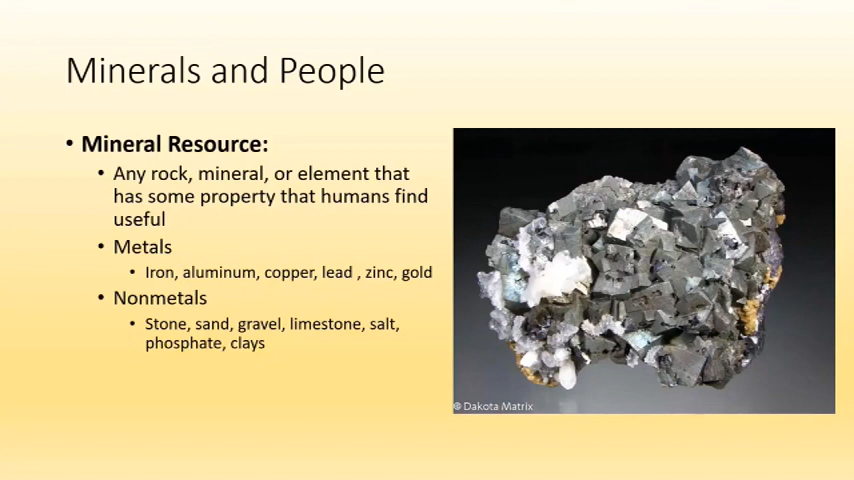 Minerals and People
• Mineral Resource:
• Any rock, mineral, or element that
has some property that humans find
useful
• Metals
• Iron, aluminum, copper, lead , zinc, gold
• Nonmetals
• Stone, sand, gravel, limestone, salt,
phosphate, clays
© Dakota Matrix